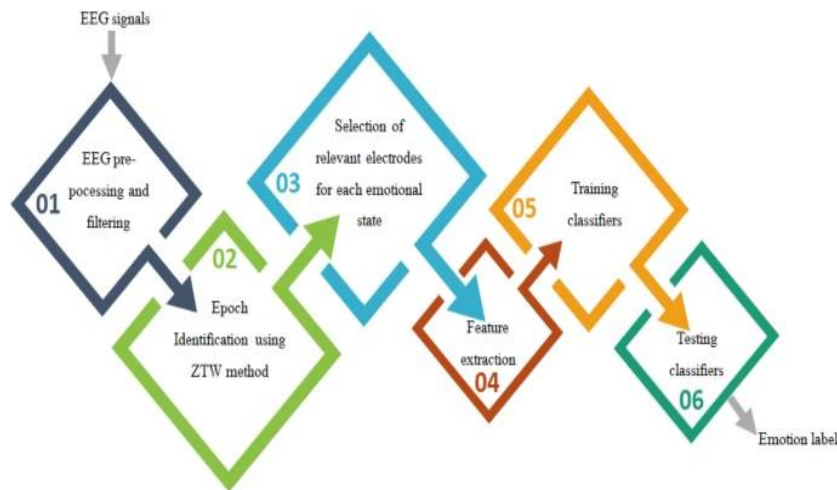 EEG signals
01
EEG pre-
pocessing and
filtering
02
Epoch
Identification using
ZTW method
03
Selection of
relevant electrodes
for each emotional
state
04
Feature
extraction
05
Training
classifiers
06
Testing
classifiers
Emotion label